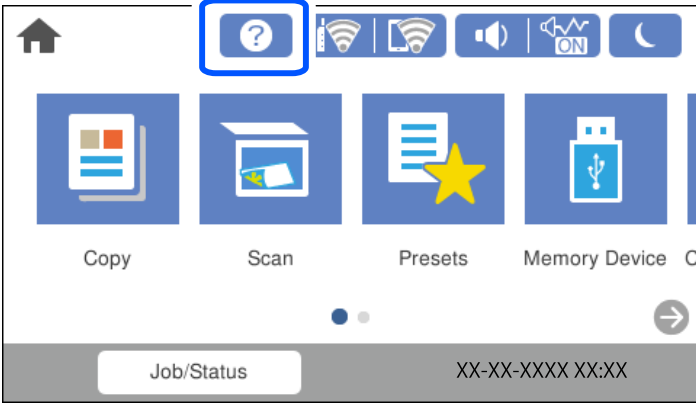 ?
ON
Copy Scan Presets Memory Device C
Job/Status XX-XX-XXXX XX:XX